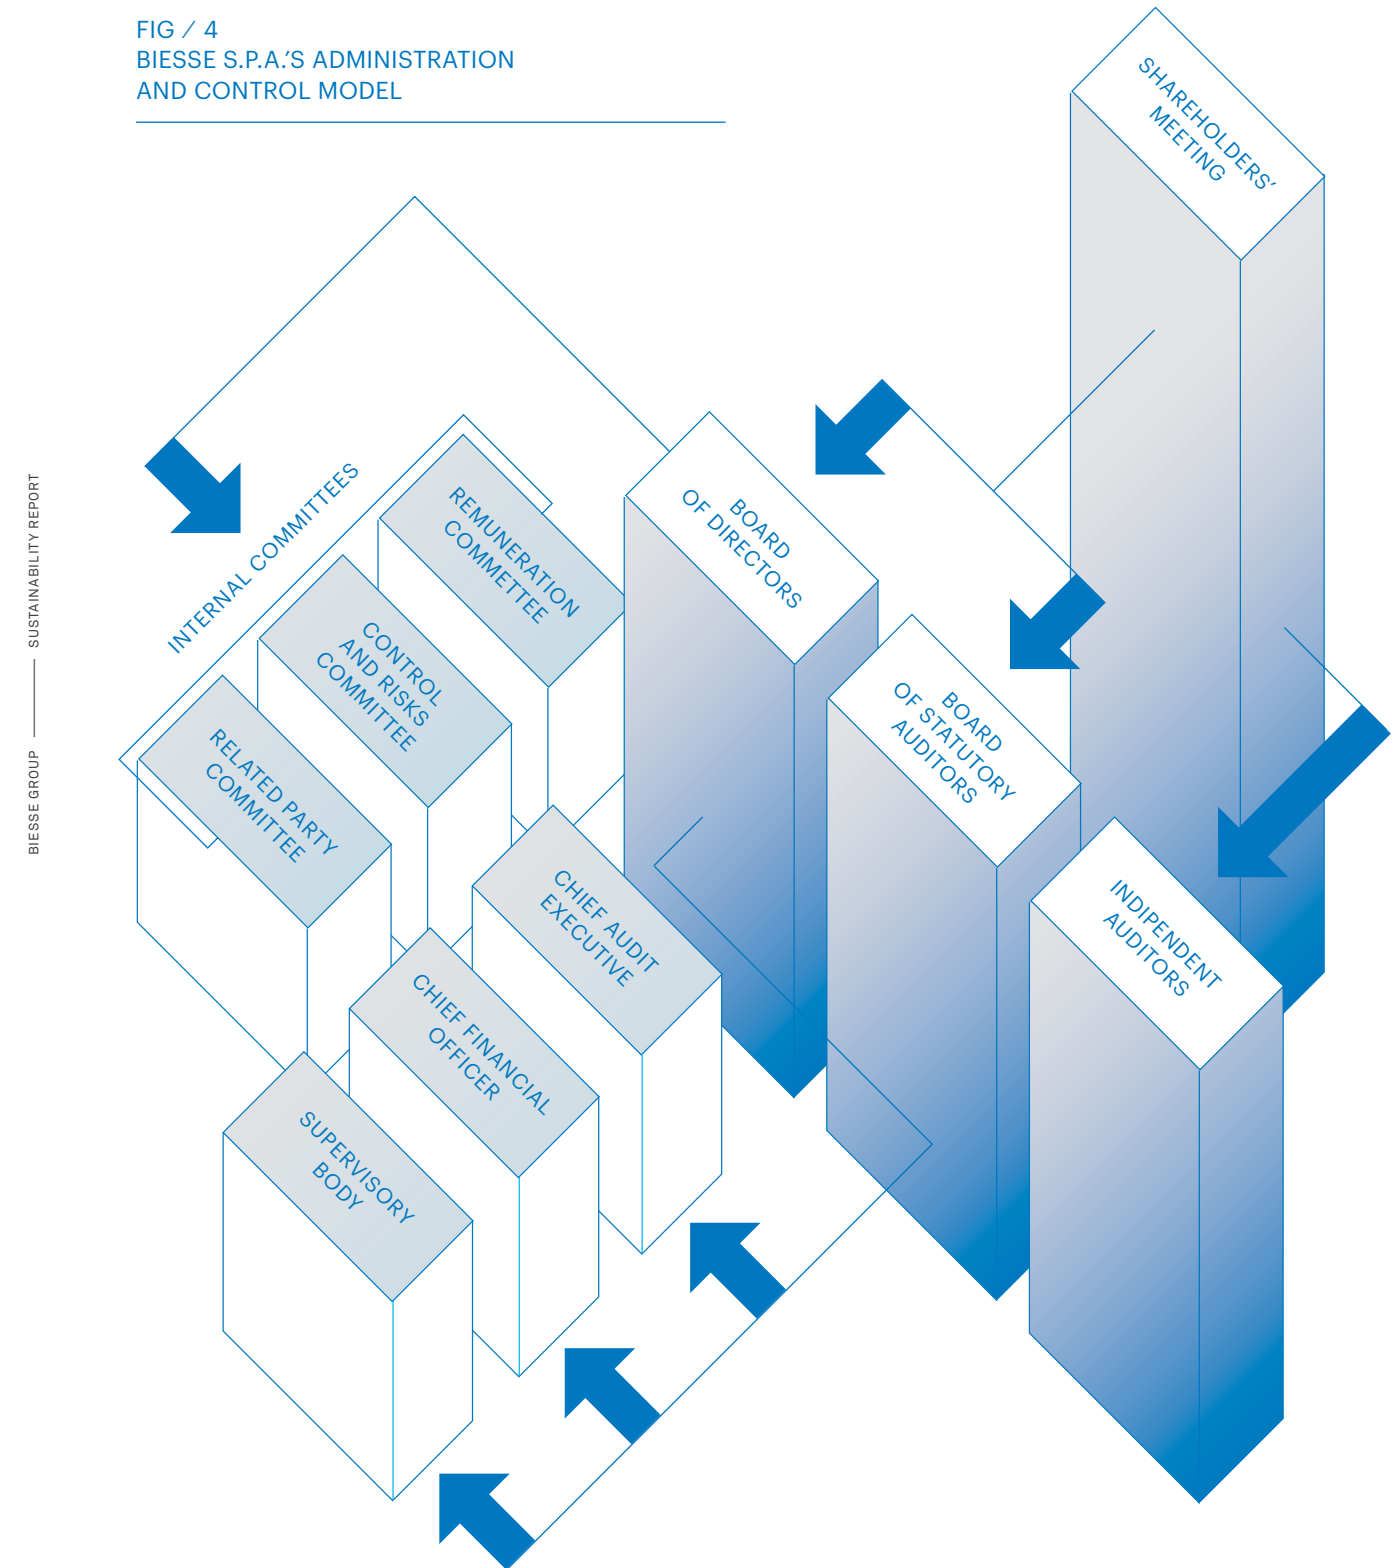 FIG / 4
BIESSE S.P.A.'S ADMINISTRATION
AND CONTROL MODEL
SHAREHOLDERS'
MEETING
INTERNAL COMMITTEES
REMUNERATION
COMMETTEE
CONTROL
AND RISKS
COMMITTEE
RELATED PARTY
COMMITTEE
BOARD
OF DIRECTORS
BOARD
OF STATUTORY
AUDITORS
INDIPENDENT
AUDITORS
CHIEF AUDIT
EXECUTIVE
CHIEF FINANCIAL
OFFICER
SUPERVISORY
BODY
BIESSE GROUP SUSTAINABILITY REPORT